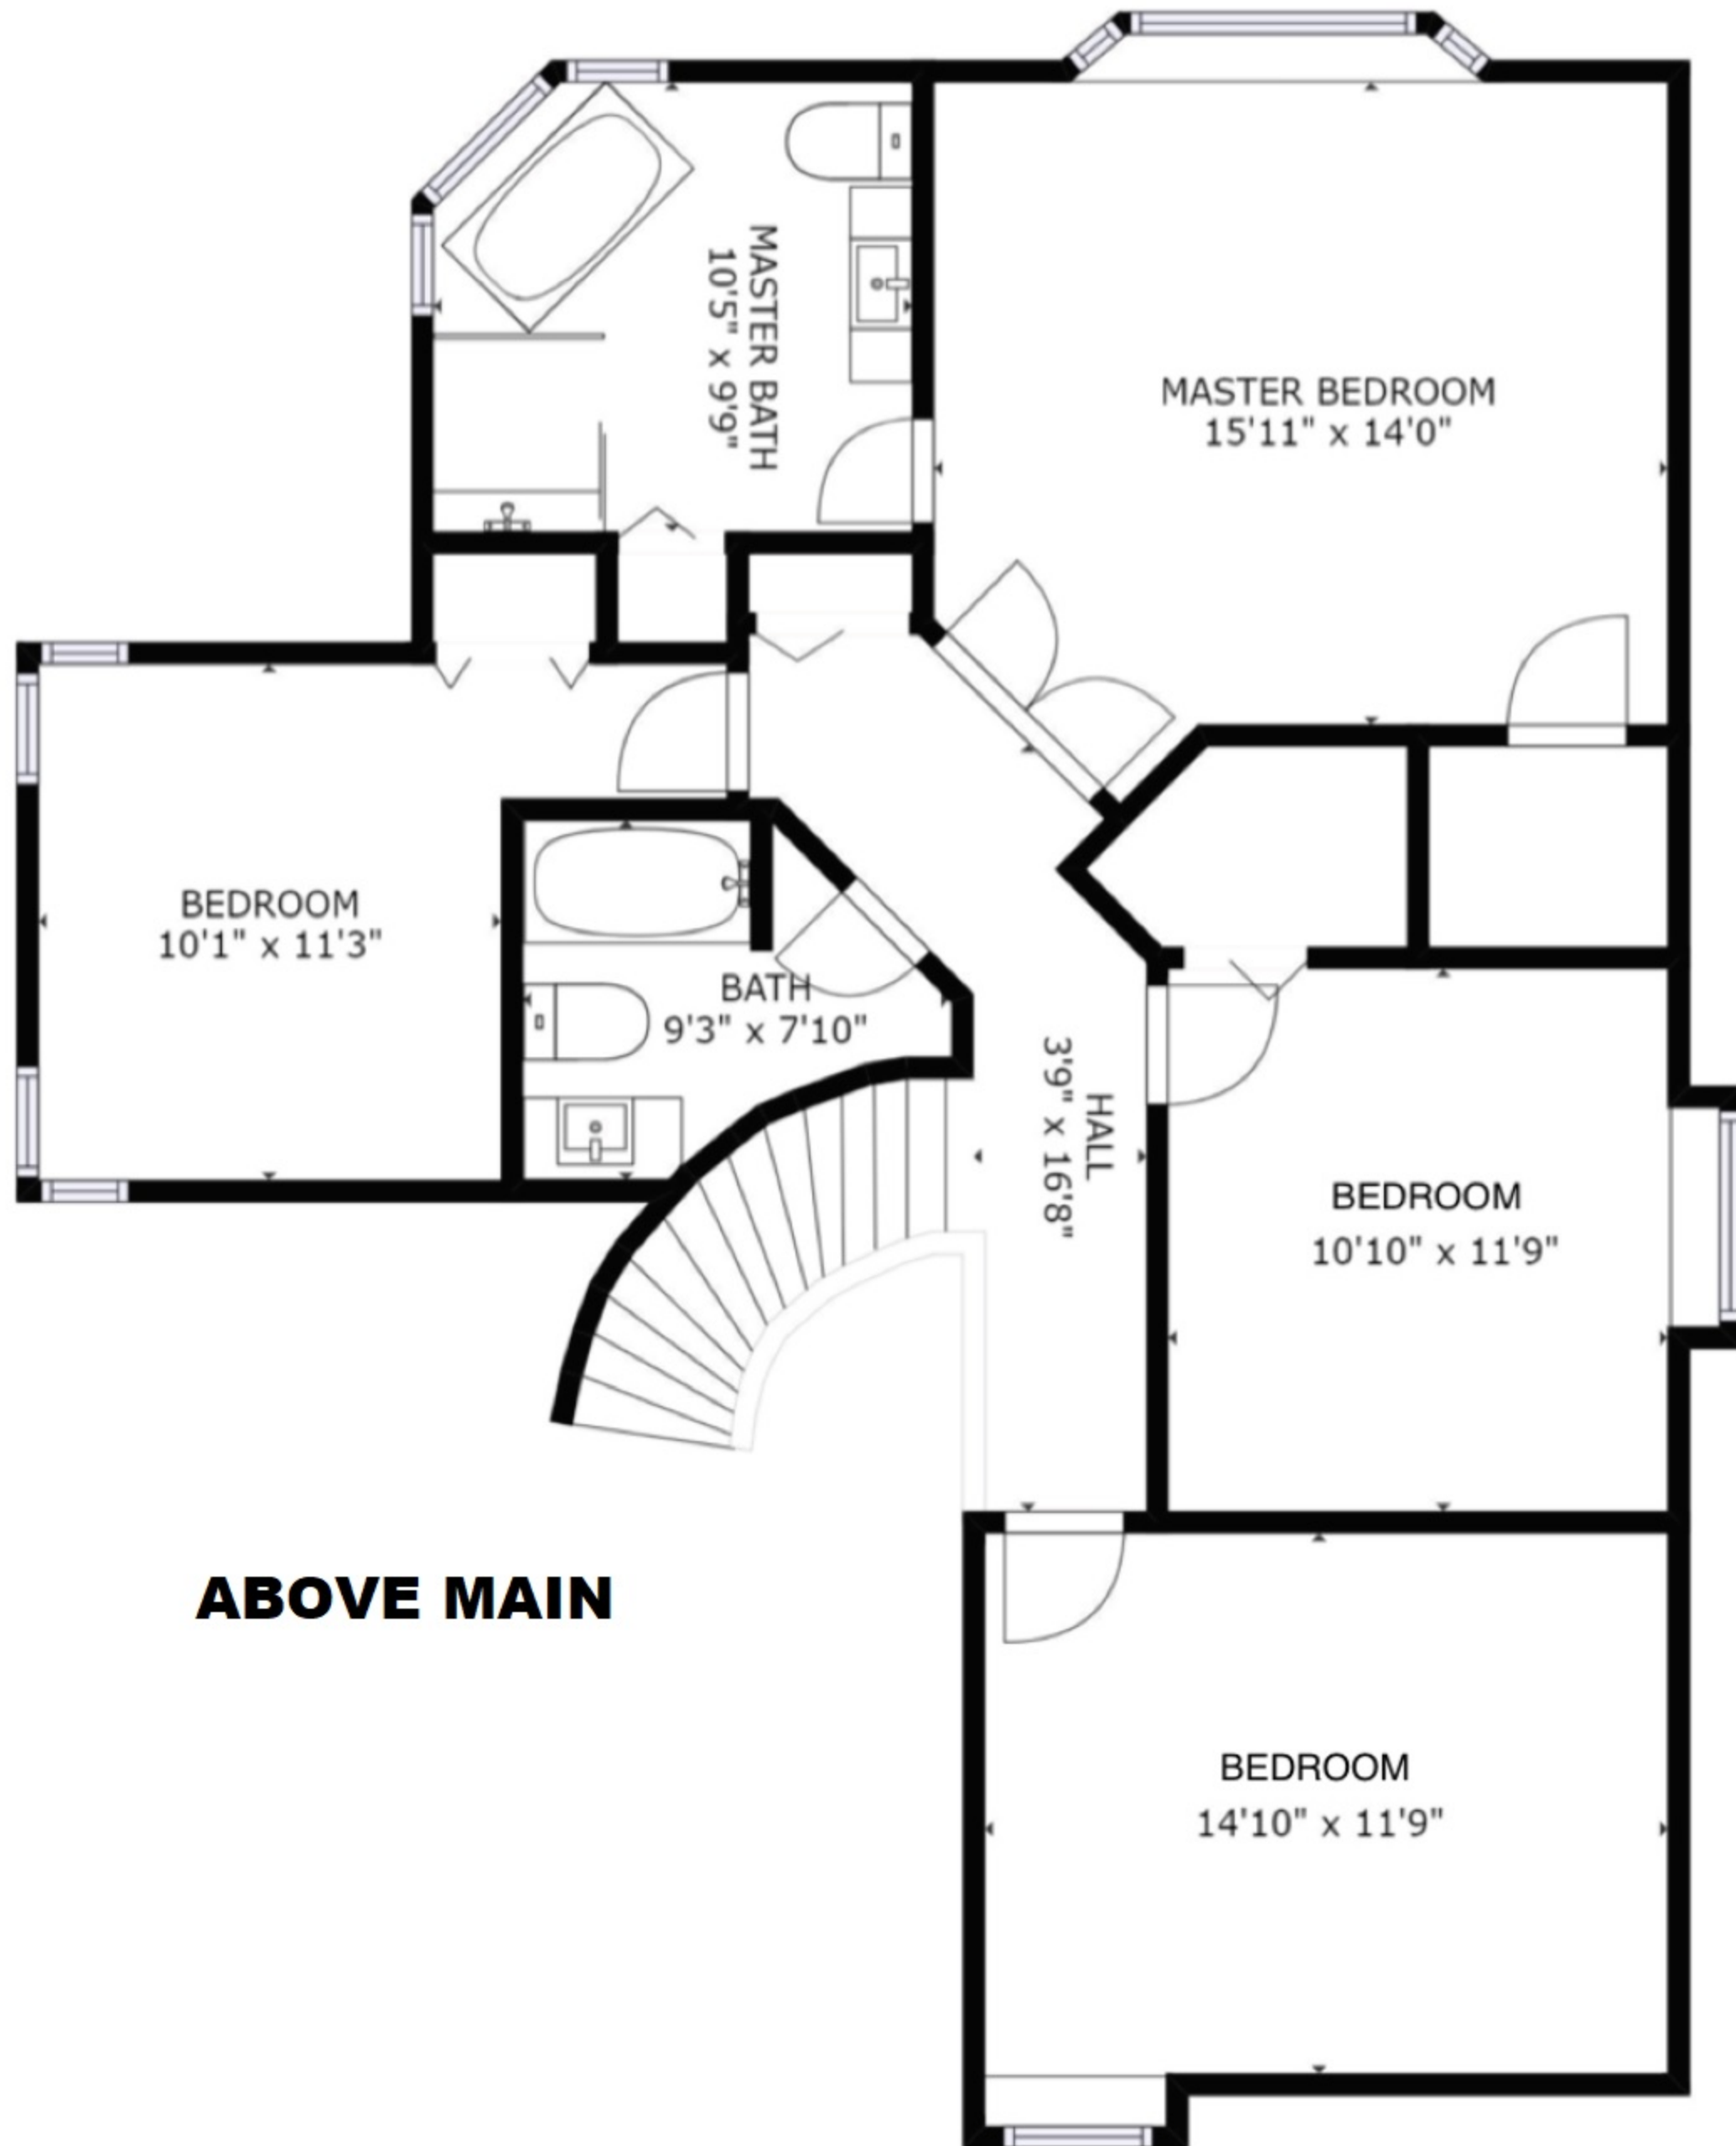 MASTER BATH
10'5" x 9'9"
MASTER BEDROOM
15'11" x 14'0"
BEDROOM
10'1" x 11'3"
BATH
9'3" x 7'10"
HALL
3'9" x 16'8"
BEDROOM
10'10" x 11'9"
ABOVE MAIN
BEDROOM
14'10" x 11'9"